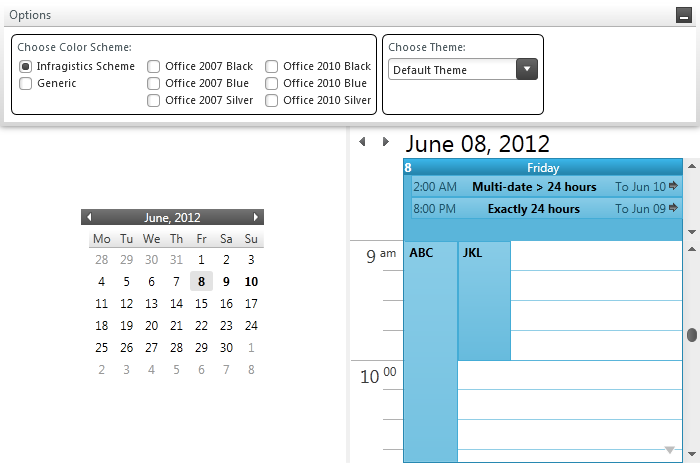 Options
Choose Color Scheme:
Infragistics Scheme Office 2007 Black Office 2010 Black
Generic Office 2007 Blue Office 2010 Blue
Office 2007 Silver Office 2010 Silver
Choose Theme:
Default Theme
June, 2012
Mo Tu We Th Fr Sa Su
28 29 30 31 1 2 3
4 5 6 7 8 9 10
11 12 13 14 15 16 17
18 19 20 21 22 23 24
25 26 27 28 29 30 1
2 3 4 5 6 7 8
June 08, 2012
8 Friday
2:00 AM Multi-date > 24 hours To Jun 10
8:00 PM Exactly 24 hours To Jun 09
9 am ABC JKL
10 00